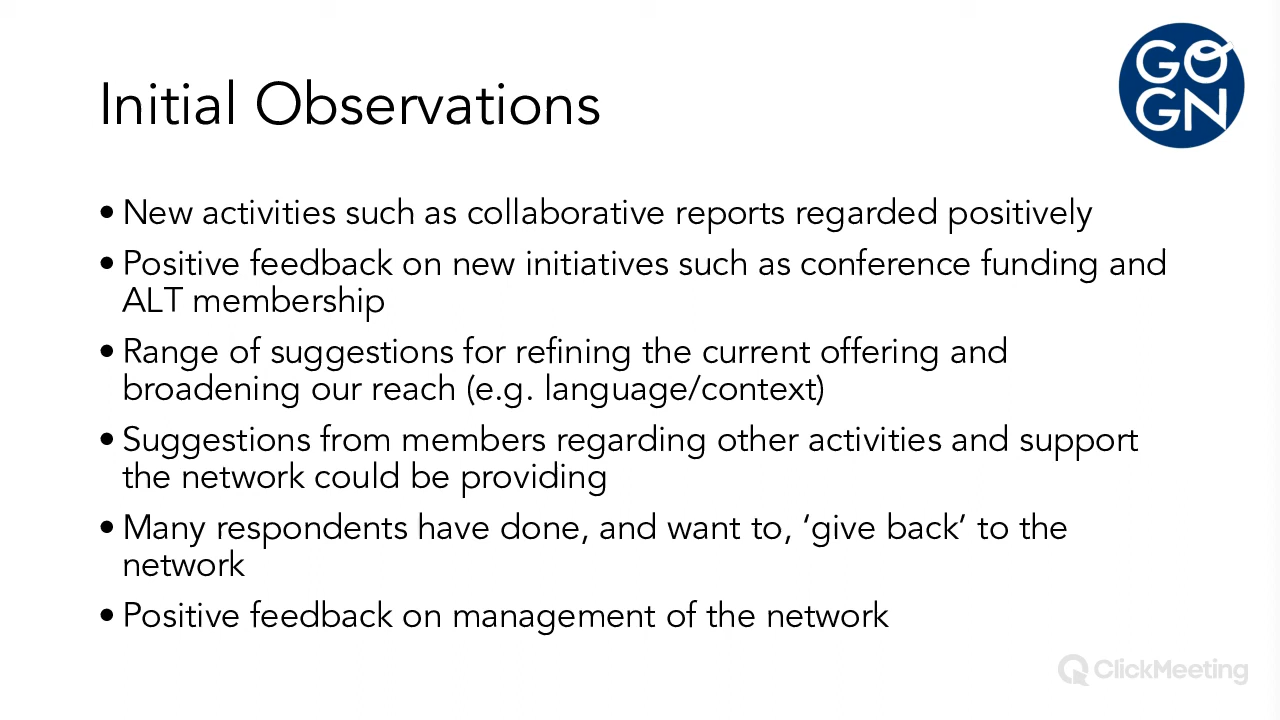 GO
GN
Initial Observations
• New activities such as collaborative reports regarded positively
• Positive feedback on new initiatives such as conference funding and
ALT membership
• Range of suggestions for refining the current offering and
broadening our reach (e.g. language/context)
• Suggestions from members regarding other activities and support
the network could be providing
• Many respondents have done, and want to, ‘give back’ to the
network
• Positive feedback on management of the network
ClickMeeting